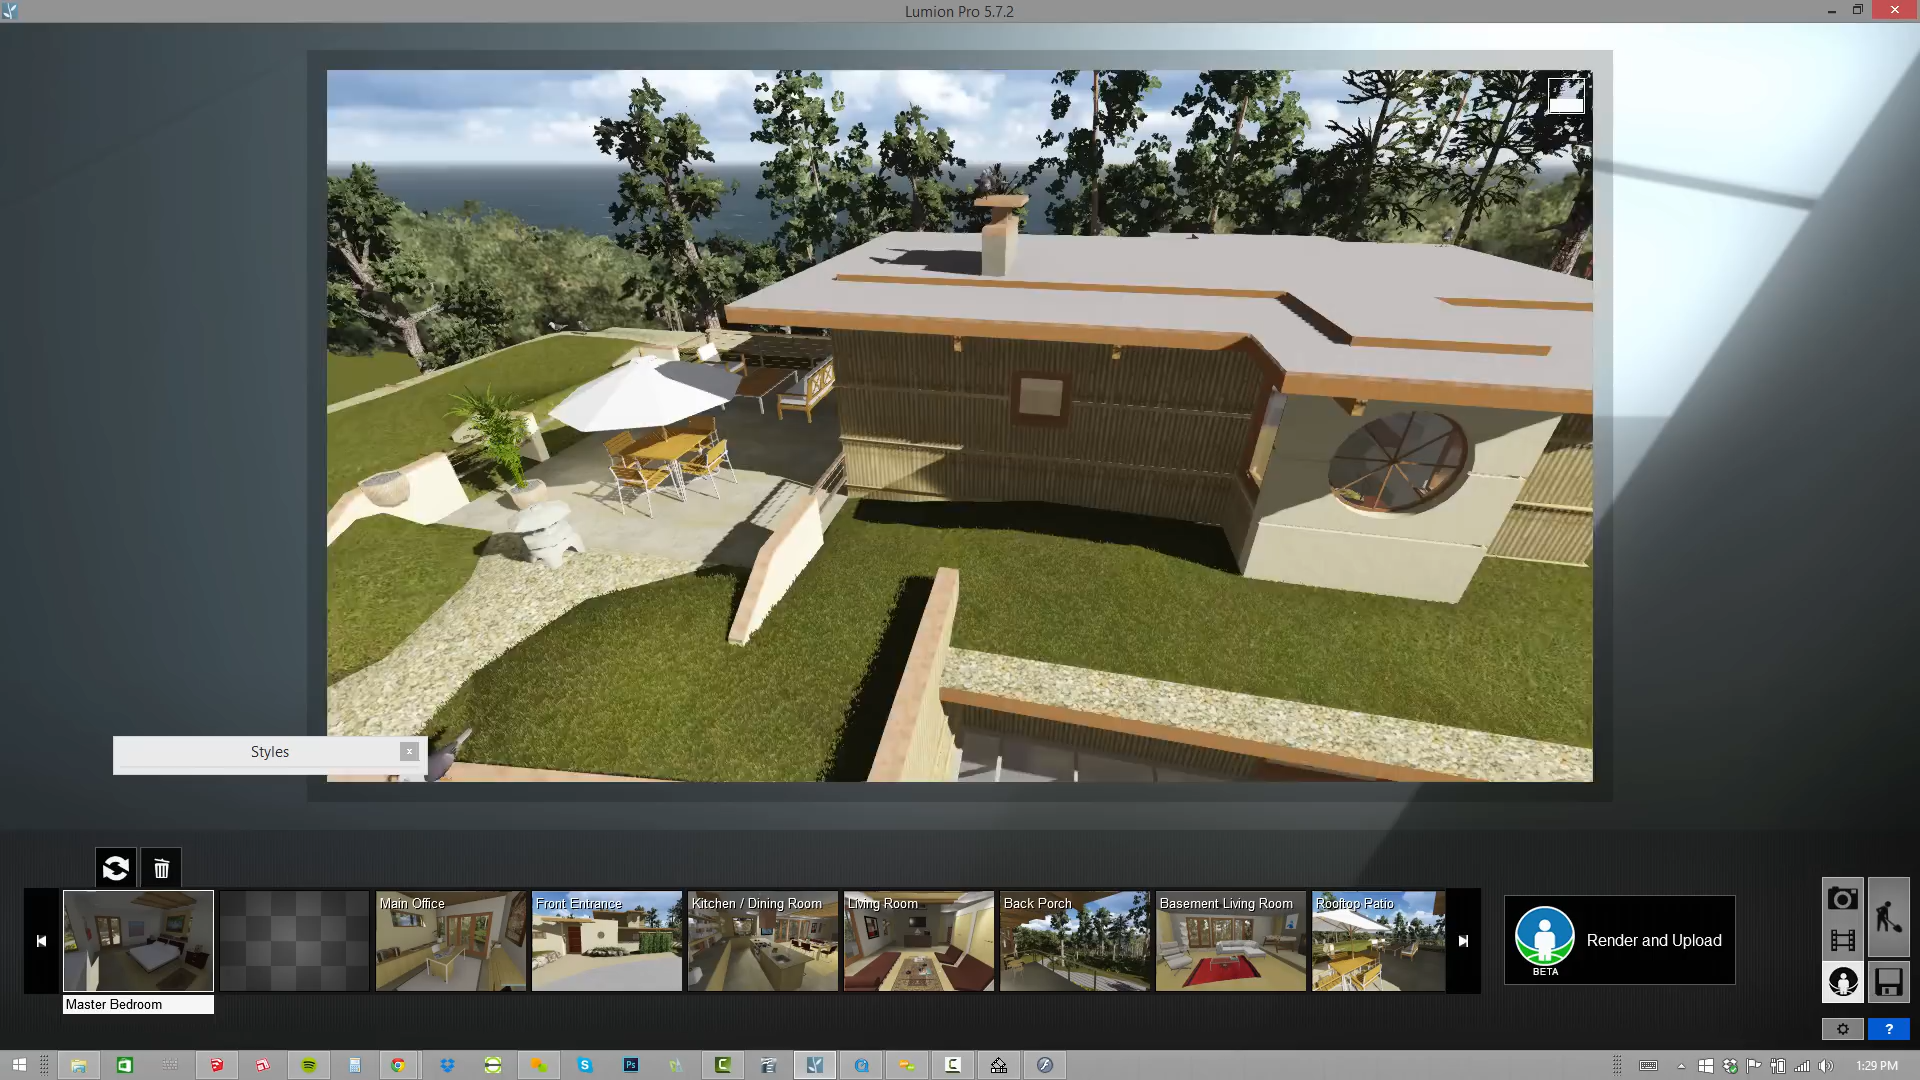 Lumion Pro 5.7.2
Styles
x
Main Office
Front Entrance
Kitchen / Dining Room
Living Room
Back Porch
Basement Living Room
Rooftop Patio
Master Bedroom
BETA
Render and Upload
?
Ps
1:29 PM